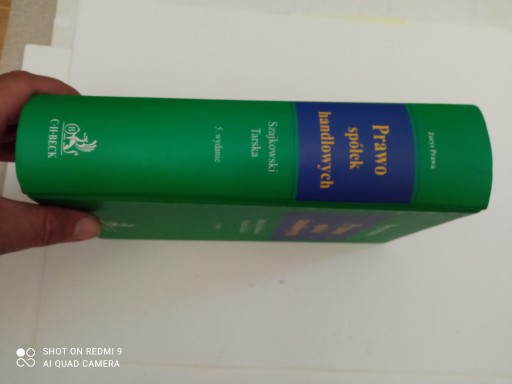 Zarys Prawa
Prawo
spółek
handlowych
Szajkowski
Tarska
5. wydanie
C·H·BECK
SHOT ON REDMI 9
AI QUAD CAMERA